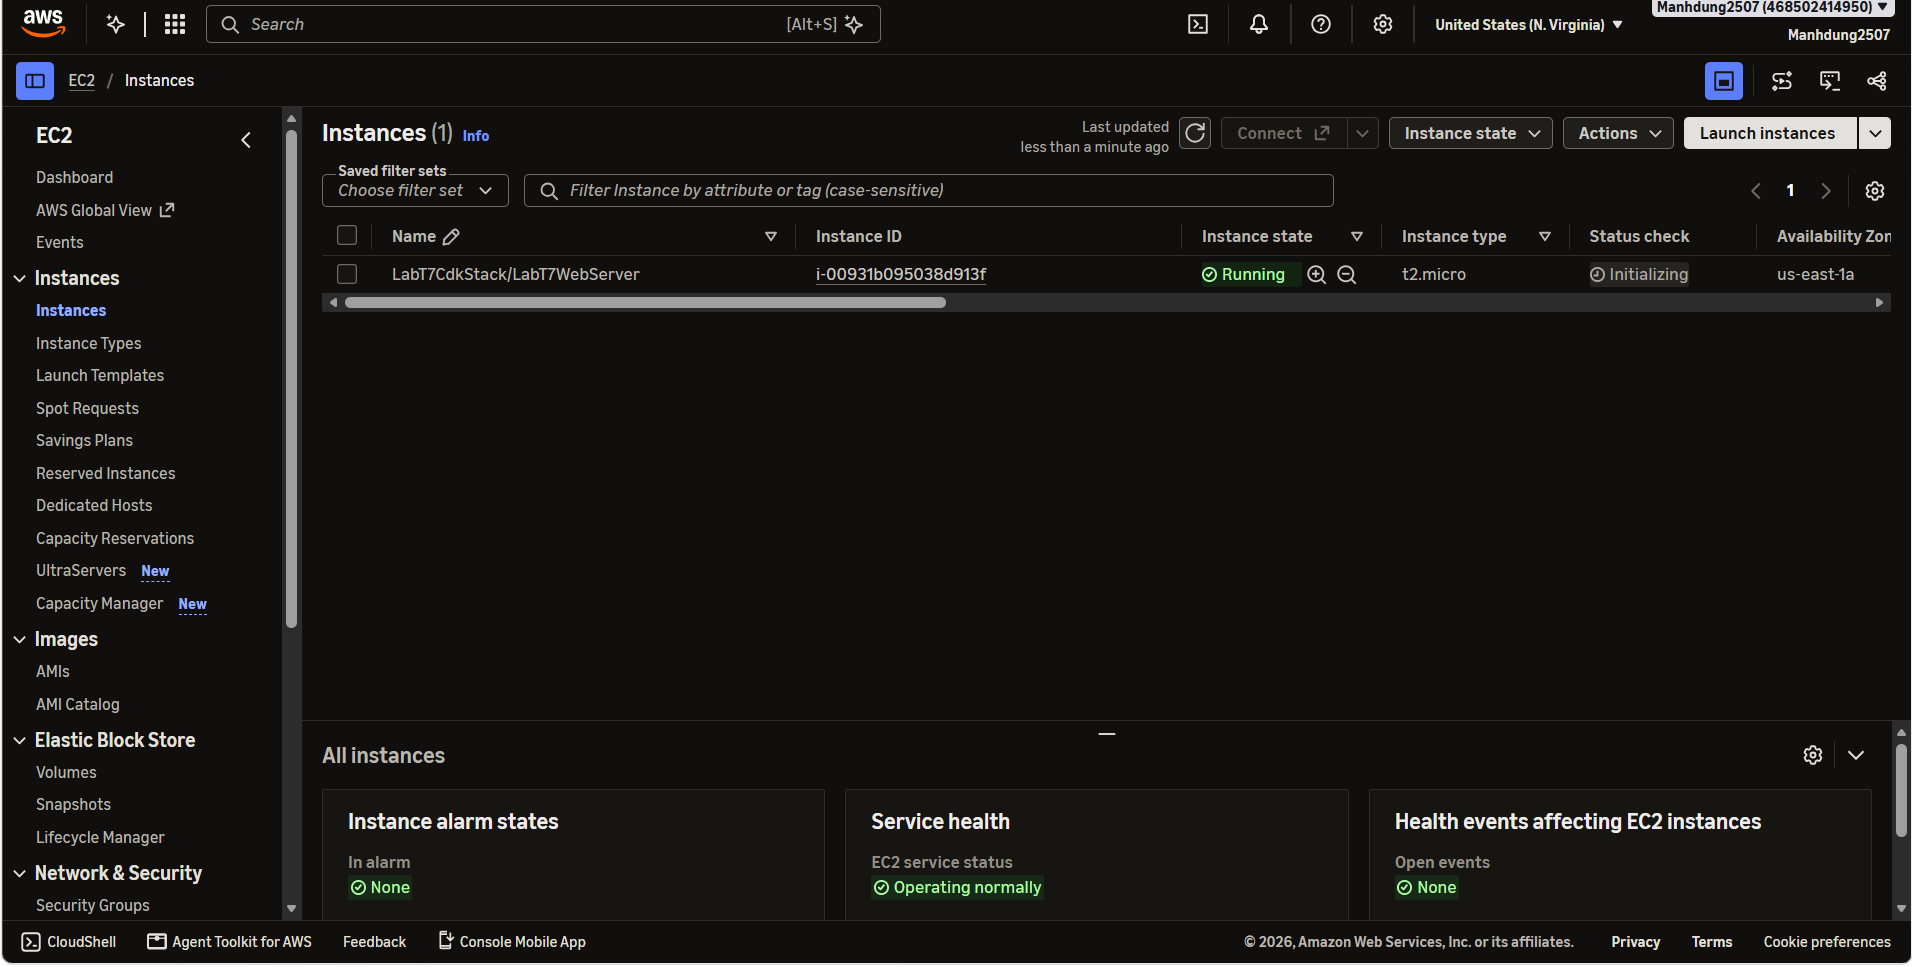 aws
Search [Alt+S]
United States (N. Virginia)
Manhdung2507 (468502414950)
Manhdung2507
EC2 / Instances
EC2
Dashboard
AWS Global View
Events
Instances
Instances
Instance Types
Launch Templates
Spot Requests
Savings Plans
Reserved Instances
Dedicated Hosts
Capacity Reservations
UltraServers New
Capacity Manager New
Images
AMIs
AMI Catalog
Elastic Block Store
Volumes
Snapshots
Lifecycle Manager
Network & Security
Security Groups
Instances (1) Info
Last updated
less than a minute ago
Connect
Instance state
Actions
Launch instances
Saved filter sets
Choose filter set
Filter Instance by attribute or tag (case-sensitive)
1
Name Instance ID Instance state Instance type Status check Availability Zon
LabT7CdkStack/LabT7WebServer i-00931b095038d913f Running t2.micro Initializing us-east-1a
All instances
Instance alarm states
In alarm
None
Service health
EC2 service status
Operating normally
Health events affecting EC2 instances
Open events
None
CloudShell Agent Toolkit for AWS Feedback Console Mobile App © 2026, Amazon Web Services, Inc. or its affiliates. Privacy Terms Cookie preferences